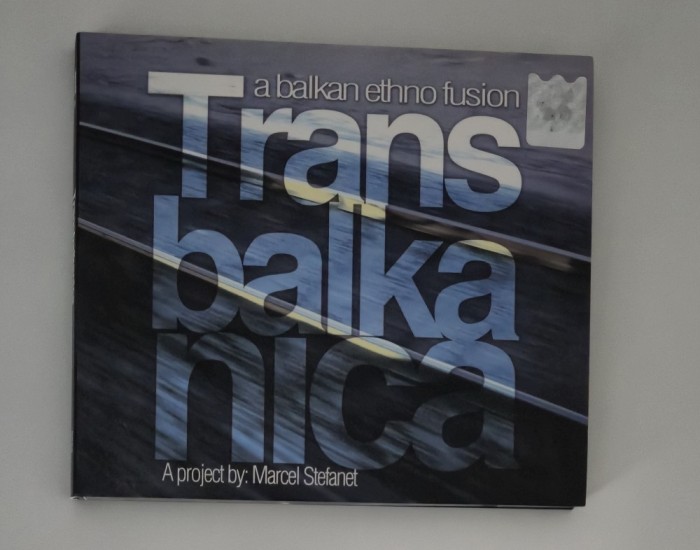 a balkan ethno fusion
Trans
balka
nica
A project by: Marcel Stefanet